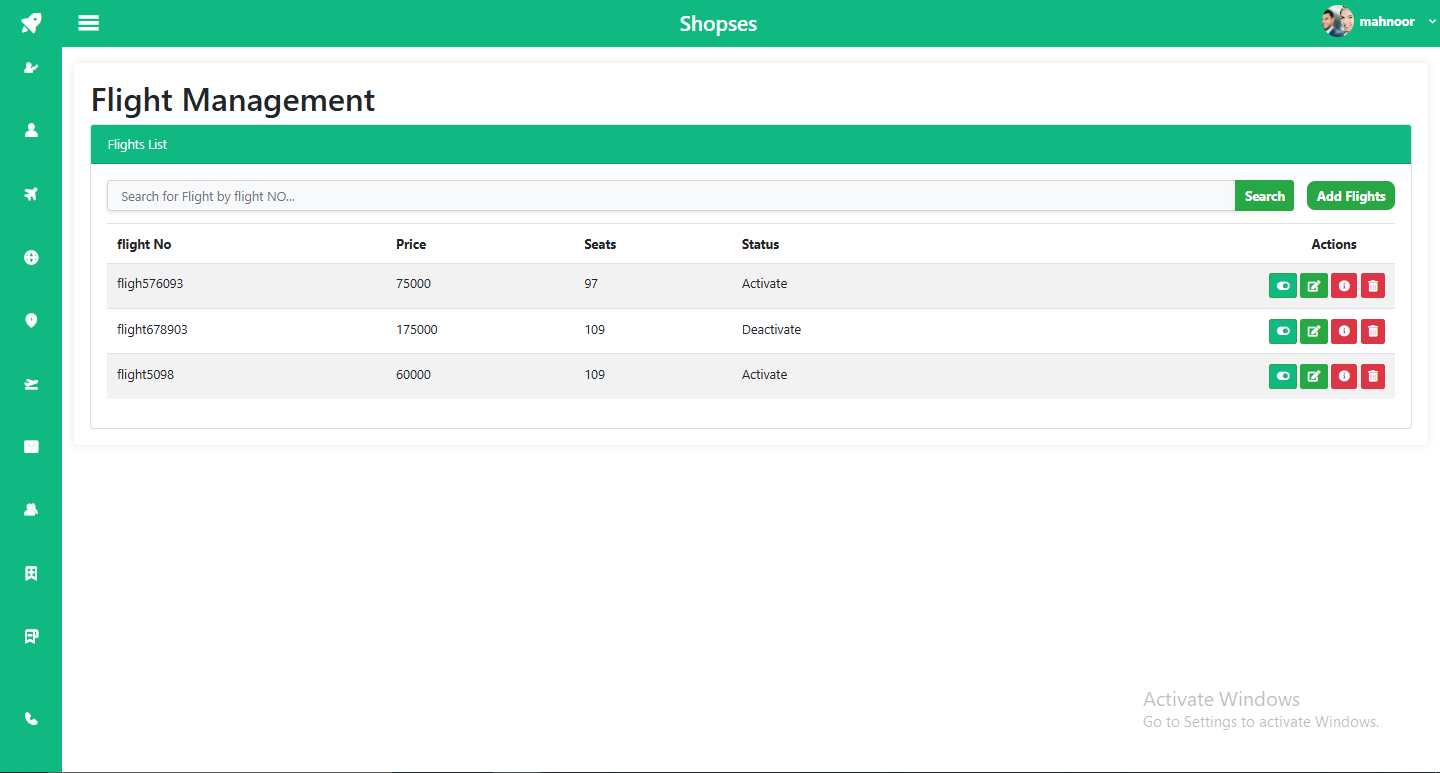 Shopses
mahnoor
Flight Management
Flights List
Search for Flight by flight NO...
Search
Add Flights
flight No Price Seats Status Actions
fligh576093 75000 97 Activate
flight678903 175000 109 Deactivate
flight5098 60000 109 Activate
Activate Windows
Go to Settings to activate Windows.